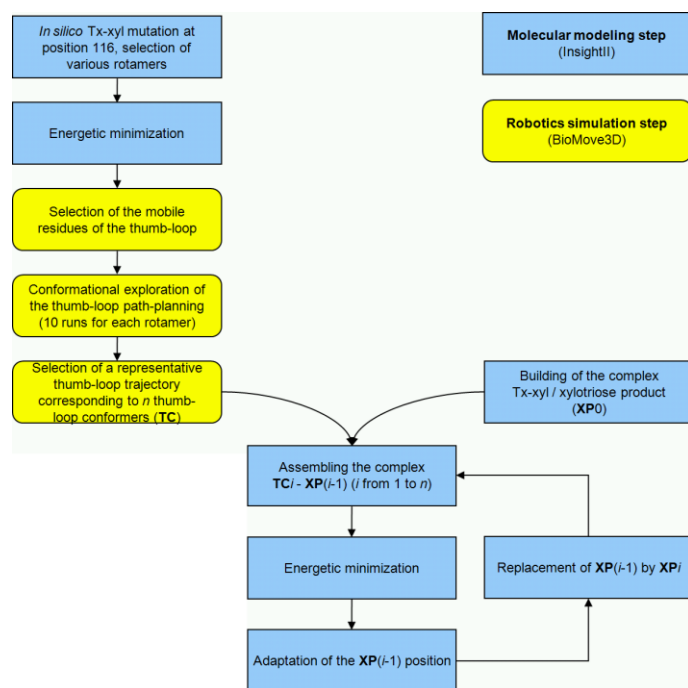 In silico Tx-xyl mutation at
position 116, selection of
various rotamers
Molecular modeling step
(InsightII)
Energetic minimization
Robotics simulation step
(BioMove3D)
Selection of the mobile
residues of the thumb-loop
Conformational exploration
of the thumb-loop path-planning
(10 runs for each rotamer)
Selection of a representative
thumb-loop trajectory
corresponding to n thumb-
loop conformers (TC)
Building of the complex
Tx-xyl / xylotriose product
(XP0)
Assembling the complex
TCi - XP(i-1) (i from 1 to n)
Energetic minimization
Replacement of XP(i-1) by XPi
Adaptation of the XP(i-1) position